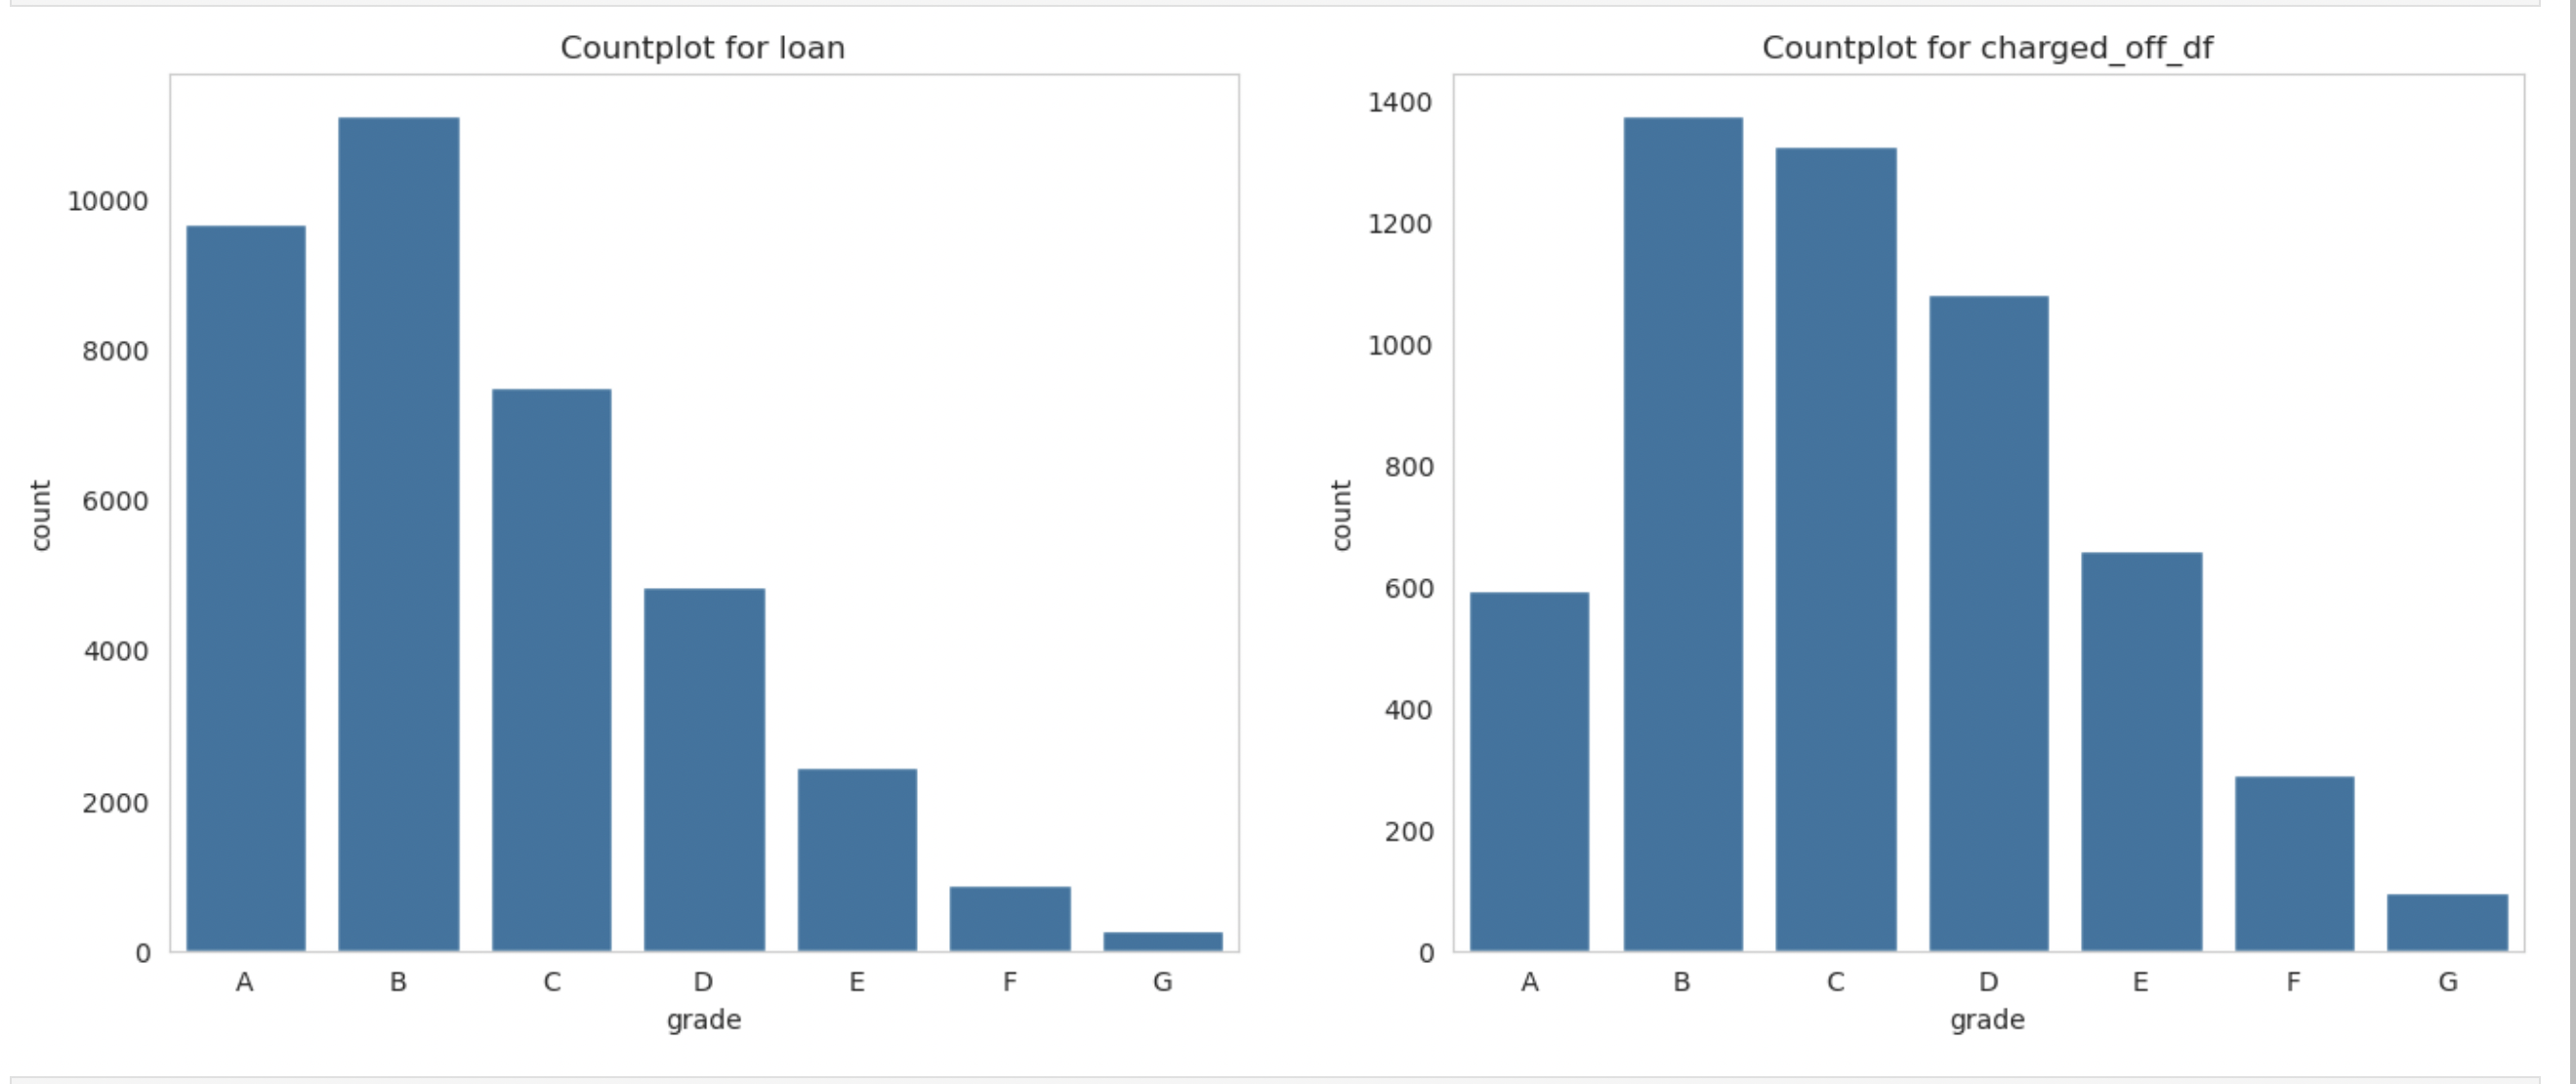 Countplot for loan
10000
8000
6000
4000
2000
0
count
A B C D E F G
grade
Countplot for charged_off_df
1400
1200
1000
800
600
400
200
0
count
A B C D E F G
grade